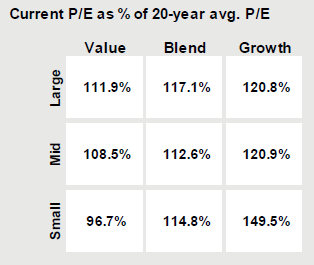 Current P/E as % of 20-year avg. P/E
Value Blend Growth
Large 111.9% 117.1% 120.8%
Mid 108.5% 112.6% 120.9%
Small 96.7% 114.8% 149.5%